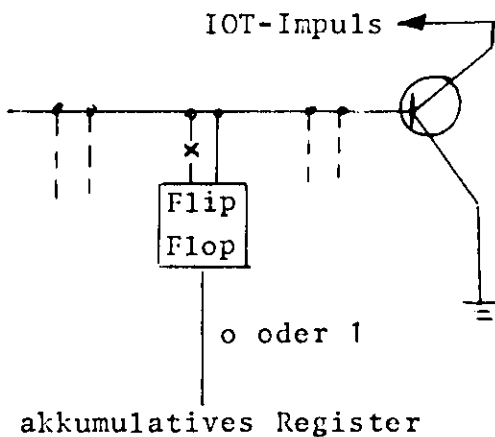 IOT-Impuls
Flip
Flop
o oder 1
akkumulatives Register